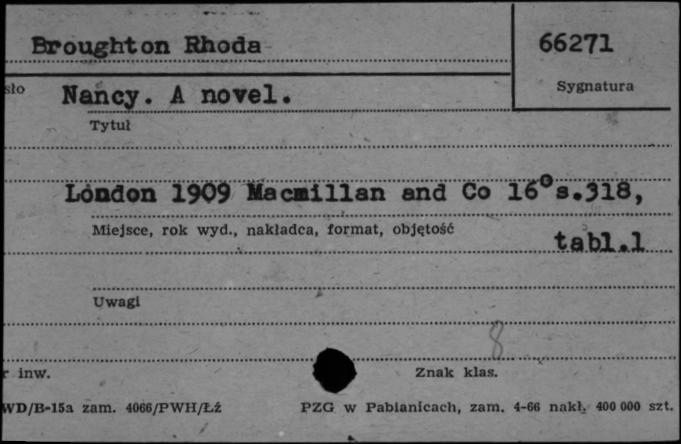 Broughton Rhoda
66271
Sygnatura
sło
Nancy. A novel.
Tytuł
London 1909 Macmillan and Co 16° s.318,
Miejsce, rok wyd., nakładca, format, objętość
tabl.1
Uwagi
8
r inw.
Znak klas.
WD/B-15a zam. 4066/PWH/Łź
PZG w Pabianicach, zam. 4-66 nakł. 400 000 szt.